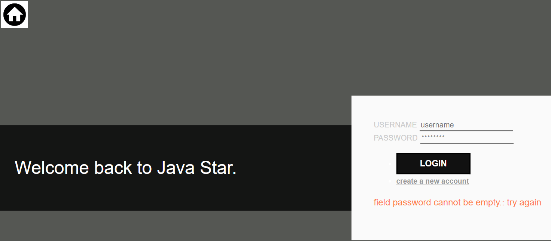 Welcome back to Java Star.
USERNAME username
PASSWORD ********
LOGIN
create a new account
field password cannot be empty.: try again